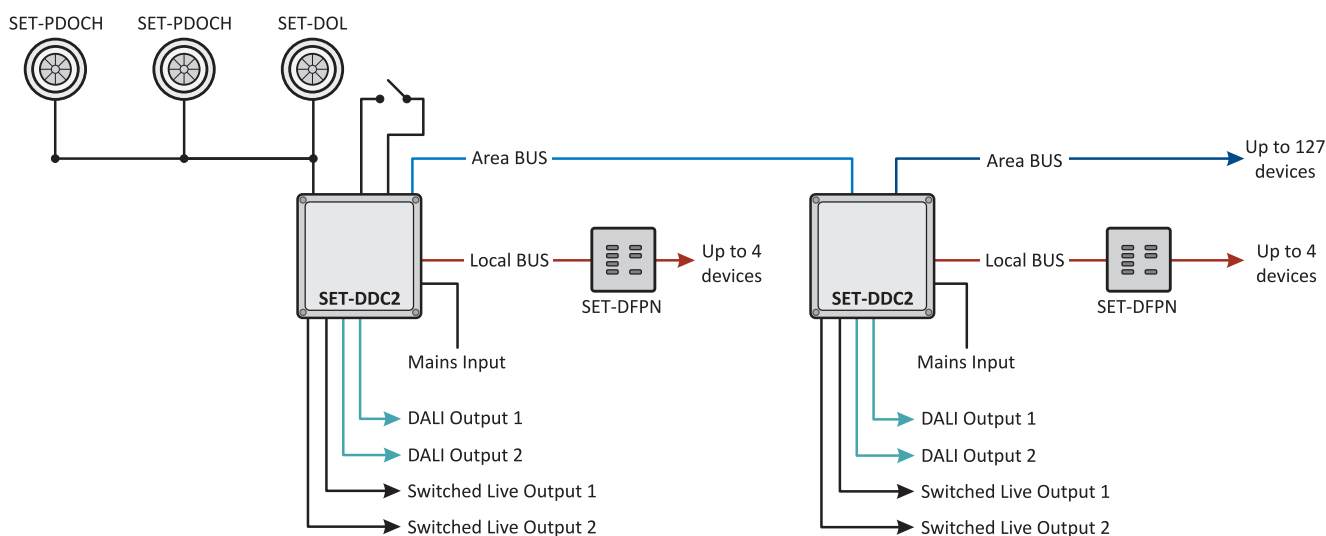 SET-PDOCH
SET-PDOCH
SET-DOL
Area BUS
Area BUS
Up to 127
devices
Local BUS
Up to 4
devices
Local BUS
Up to 4
devices
SET-DDC2
SET-DFPN
SET-DDC2
SET-DFPN
Mains Input
Mains Input
DALI Output 1
DALI Output 1
DALI Output 2
DALI Output 2
Switched Live Output 1
Switched Live Output 1
Switched Live Output 2
Switched Live Output 2